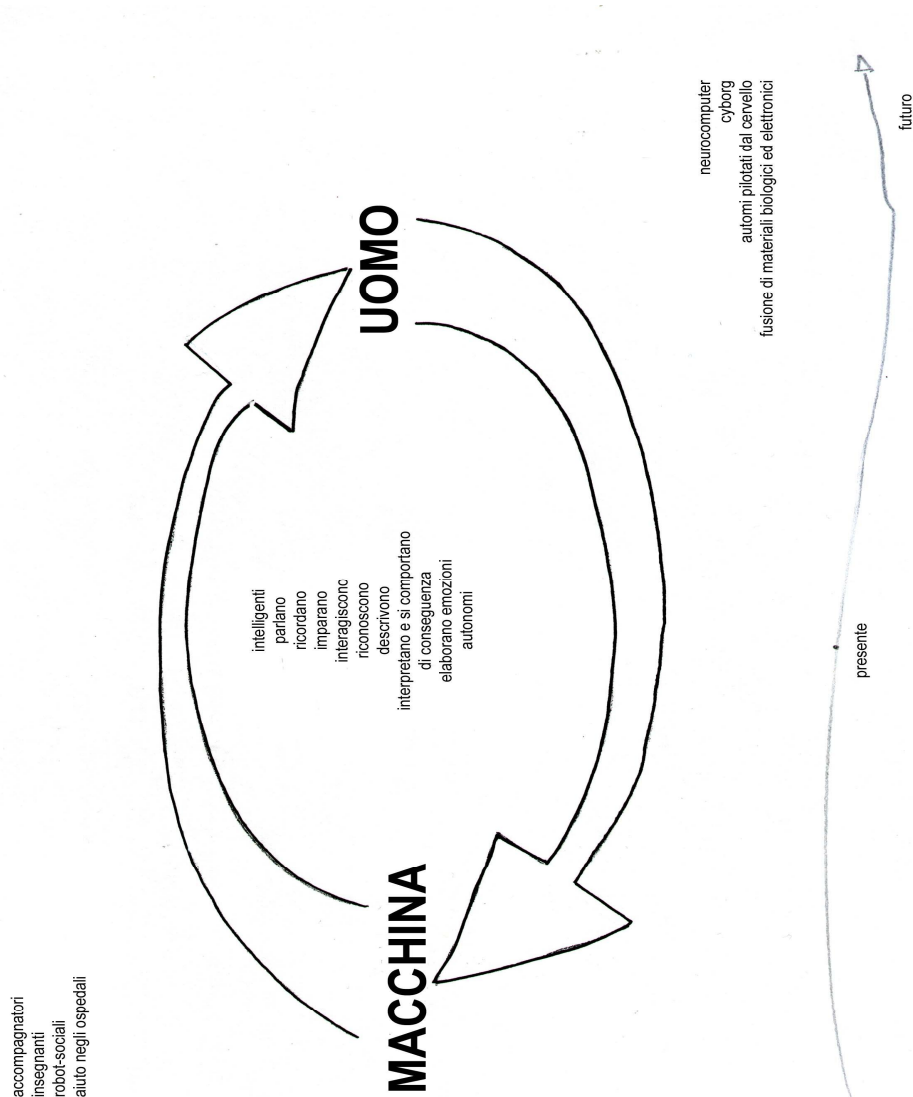 accompagnatori
insegnanti
robot-sociali
aiuto negli ospedali
MACCHINA
UOMO
intelligenti
parlano
ricordano
imparano
interagisconc
riconoscono
descrivono
interpretano e si comportano
di conseguenza
elaborano emozioni
autonomi
neurocomputer
cyborg
automi pilotati dal cervello
fusione di materiali biologici ed elettronici
presente
futuro